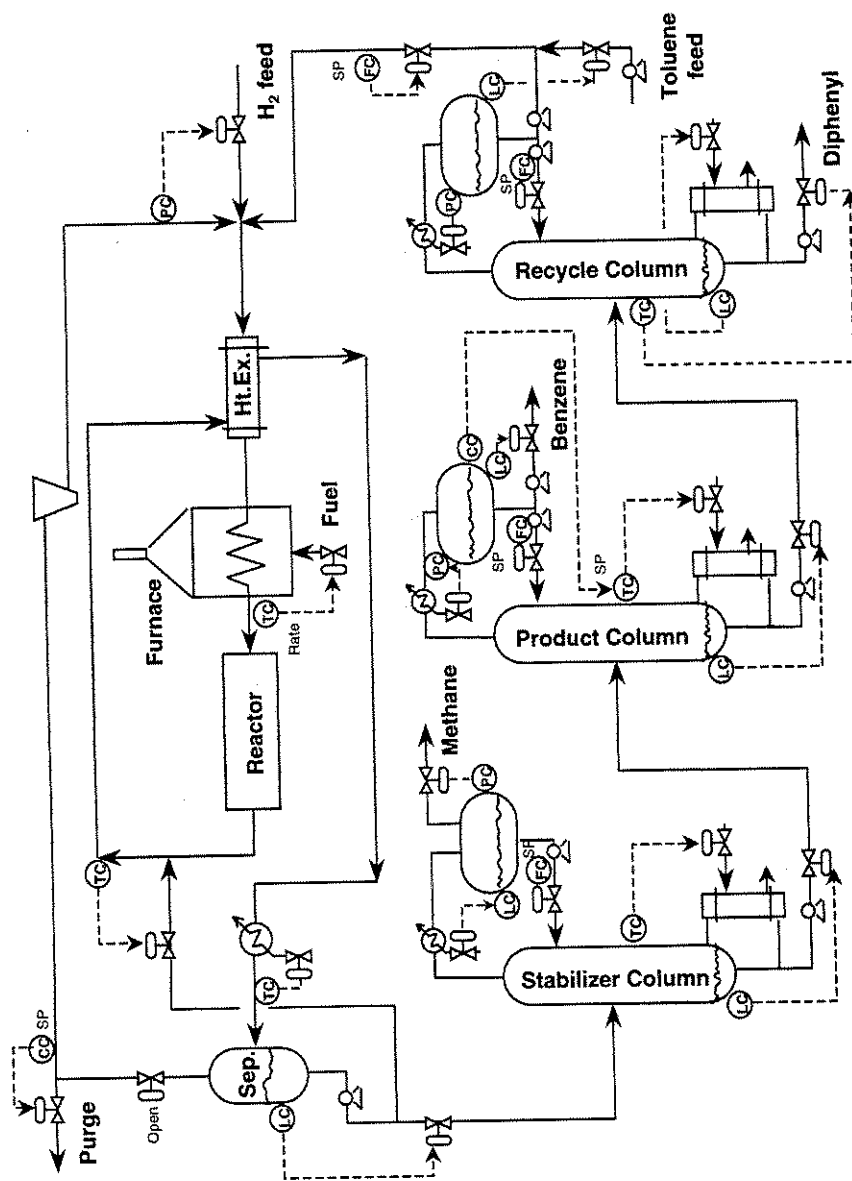 CC SP
Purge
TC
PC
Open
Furnace
Sep.
TC
Reactor
TC
Ht.Ex.
H₂ feed
LC
Rate
Fuel
SP
FC
Methane
Benzene
LC
PC
CC
PC
LC
LC
PC
SP
FC
SP
FC
SP
FC
Toluene
feed
Stabilizer Column
TC
Product Column
SP
TC
Recycle Column
TC
LC
LC
LC
Diphenyl